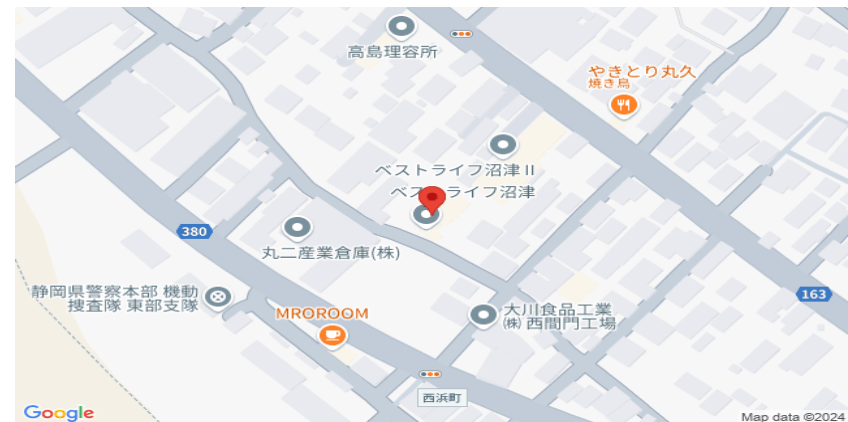 高島理容所
やきとり丸久
焼き鳥
ベストライフ沼津 II
ベストライフ沼津
380
丸二産業倉庫(株)
静岡県警察本部 機動
捜査隊 東部支隊
MROROOM
大川食品工業
(株) 西間門工場
163
西浜町
Google
Map data ©2024